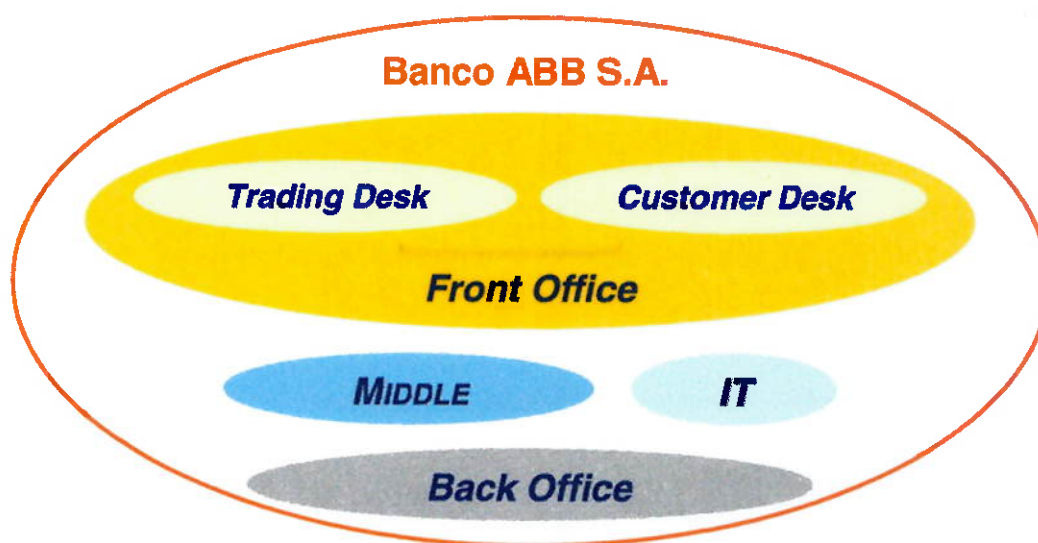 Banco ABB S.A.
Trading Desk
Customer Desk
Front Office
MIDDLE
IT
Back Office